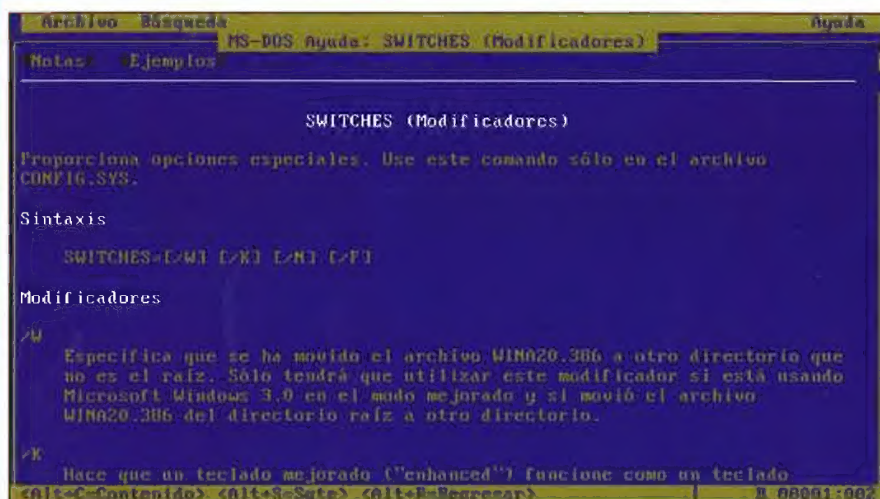 Archivo Búsqueda Ayuda
MS-DOS Ayuda: SWITCHES (Modificadores)
Notas Ejemplos
SWITCHES (Modificadores)
Proporciona opciones especiales. Use este comando sólo en el archivo
CONFIG.SYS.
Sintaxis
SWITCHES=[/W] [/K] [/N] [/F]
Modificadores
/W
Especifica que se ha movido el archivo WINA20.386 a otro directorio que
no es el raíz. Sólo tendrá que utilizar este modificador si está usando
Microsoft Windows 3.0 en el modo mejorado y si movió el archivo
WINA20.386 del directorio raíz a otro directorio.
/K
Hace que un teclado mejorado ("enhanced") funcione como un teclado
<Alt+C=Contenido> <Alt+S=Sgte> <Alt+R=Regresar> N 00001:002